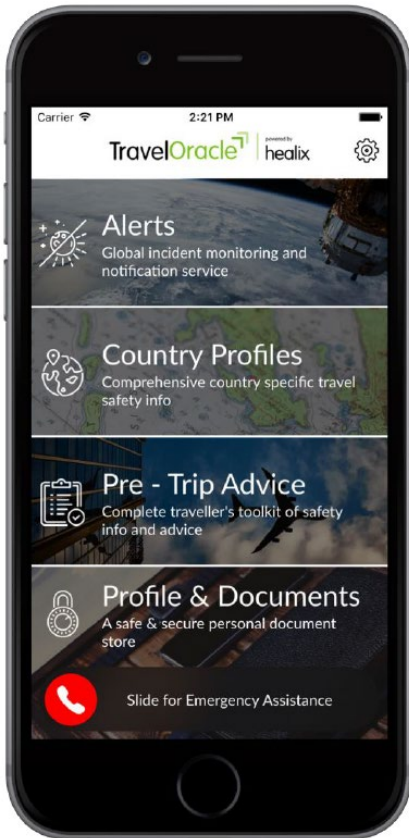 Carrier 2:21 PM
TravelOracle powered by healix
Alerts
Global incident monitoring and
notification service
Country Profiles
Comprehensive country specific travel
safety info
Pre - Trip Advice
Complete traveller's toolkit of safety
info and advice
Profile & Documents
A safe & secure personal document
store
Slide for Emergency Assistance